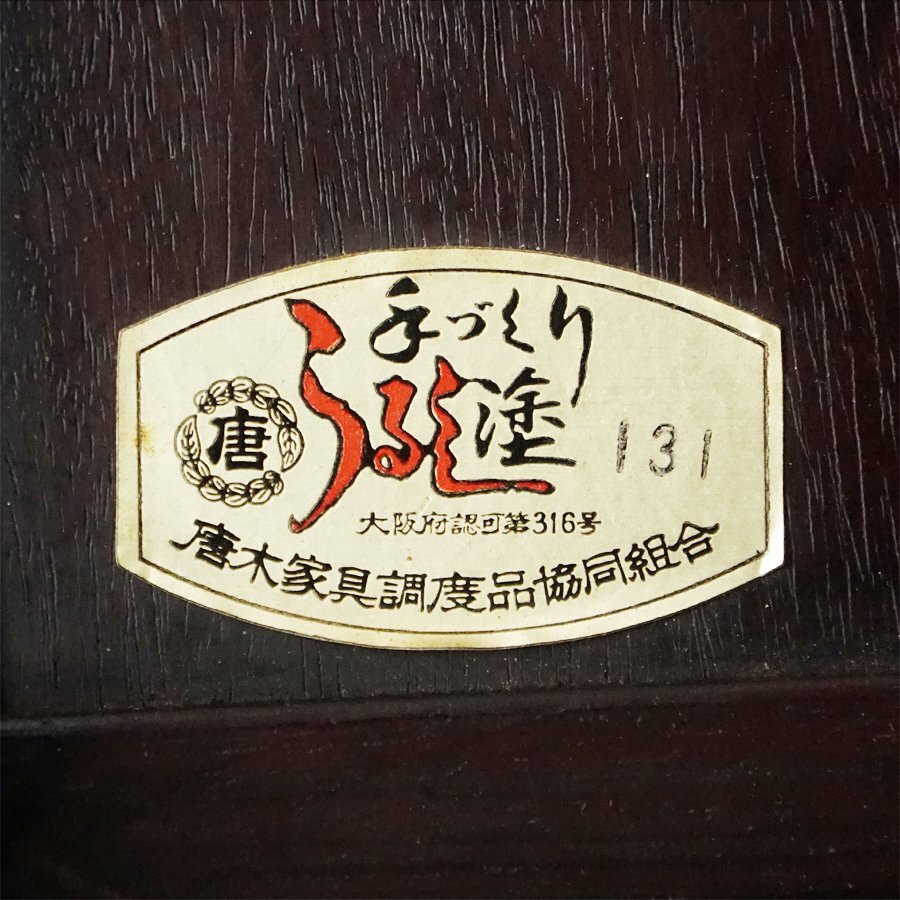 手づくり
うるし塗
唐
131
大阪府認可第316号
唐木家具調度品協同組合